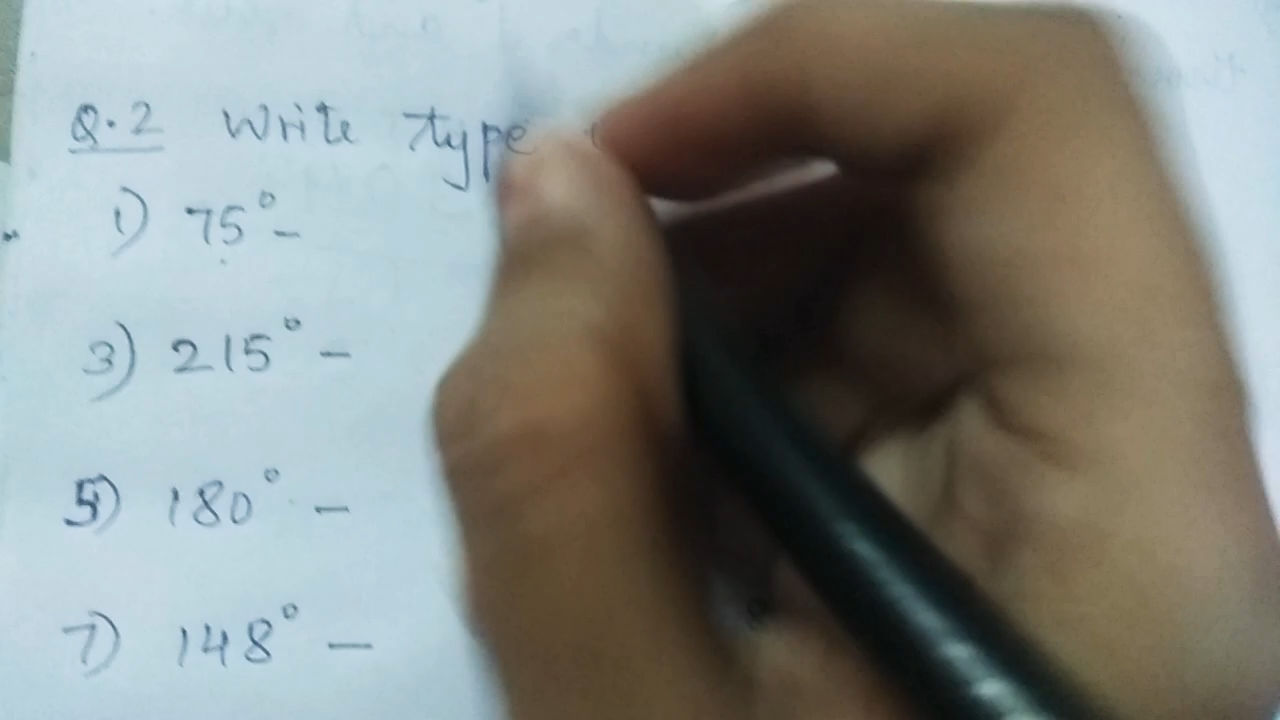 Q.2 Write type
1) 75° -
3) 215° -
5) 180° -
7) 148° -